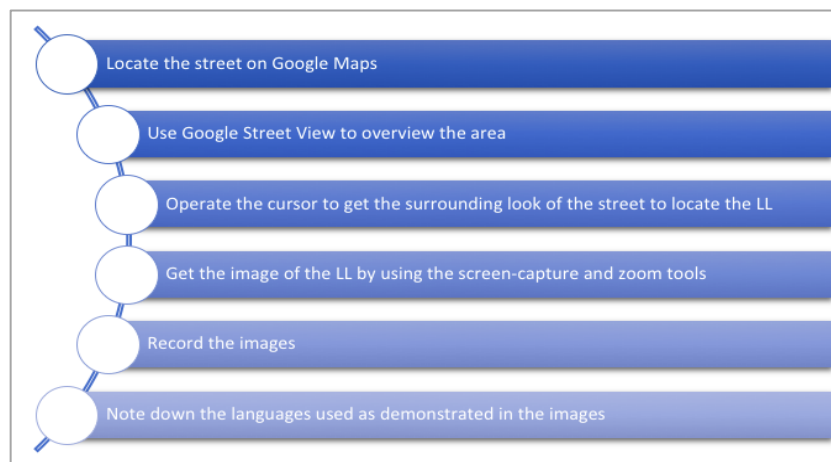 Locate the street on Google Maps
Use Google Street View to overview the area
Operate the cursor to get the surrounding look of the street to locate the LL
Get the image of the LL by using the screen-capture and zoom tools
Record the images
Note down the languages used as demonstrated in the images